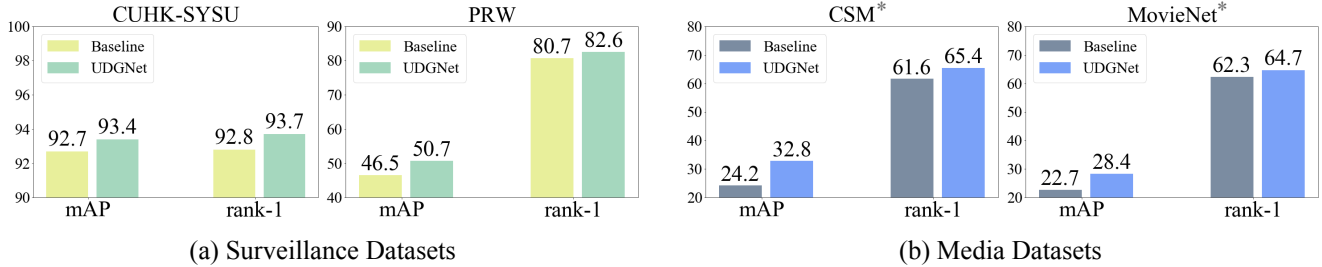 CUHK-SYSU
Baseline
UDGNet
100
98
96
94
92
90
92.7
93.4
92.8
93.7
mAP
rank-1
PRW
Baseline
UDGNet
90
80
70
60
50
40
46.5
50.7
80.7
82.6
mAP
rank-1
(a) Surveillance Datasets
CSM*
Baseline
UDGNet
80
70
60
50
40
30
20
24.2
32.8
61.6
65.4
mAP
rank-1
MovieNet*
Baseline
UDGNet
80
70
60
50
40
30
20
22.7
28.4
62.3
64.7
mAP
rank-1
(b) Media Datasets